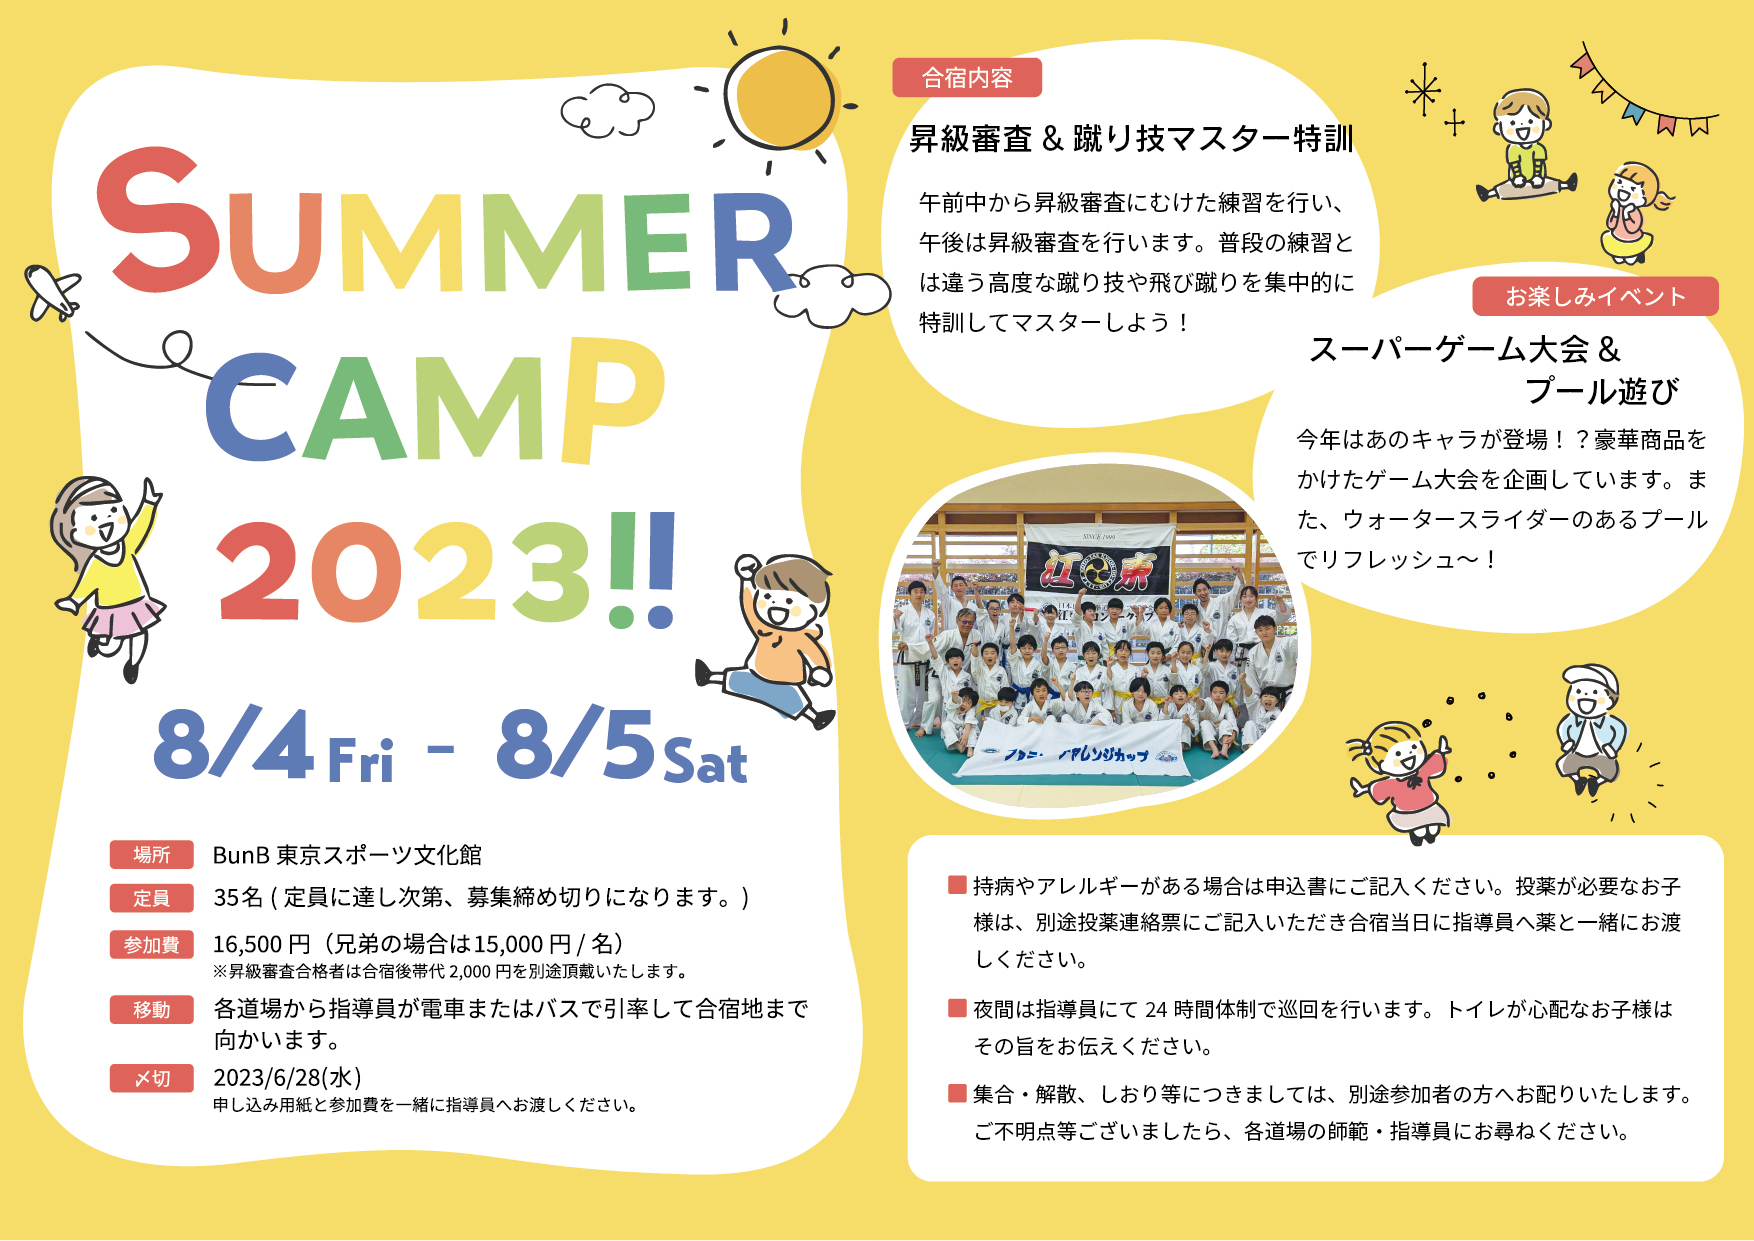 SUMMER
CAMP
2023!!
8/4 Fri - 8/5 Sat
場所 BunB 東京スポーツ文化館
定員 35名 ( 定員に達し次第、募集締め切りになります。)
参加費 16,500 円（兄弟の場合は15,000 円 / 名）
※昇級審査合格者は合宿後帯代 2,000 円を別途頂戴いたします。
移動 各道場から指導員が電車またはバスで引率して合宿地まで
向かいます。
〆切 2023/6/28(水)
申し込み用紙と参加費を一緒に指導員へお渡しください。
合宿内容
昇級審査 & 蹴り技マスター特訓
午前中から昇級審査にむけた練習を行い、
午後は昇級審査を行います。普段の練習と
は違う高度な蹴り技や飛び蹴りを集中的に
特訓してマスターしよう！
お楽しみイベント
スーパーゲーム大会 &
プール遊び
今年はあのキャラが登場！？豪華商品を
かけたゲーム大会を企画しています。ま
た、ウォータースライダーのあるプール
でリフレッシュ〜！
SINCE 1999
江東
レンジカップ
■ 持病やアレルギーがある場合は申込書にご記入ください。投薬が必要なお子
様は、別途投薬連絡票にご記入いただき合宿当日に指導員へ薬と一緒にお渡
しください。
■ 夜間は指導員にて 24 時間体制で巡回を行います。トイレが心配なお子様は
その旨をお伝えください。
■ 集合・解散、しおり等につきましては、別途参加者の方へお配りいたします。
ご不明点等ございましたら、各道場の師範・指導員にお尋ねください。